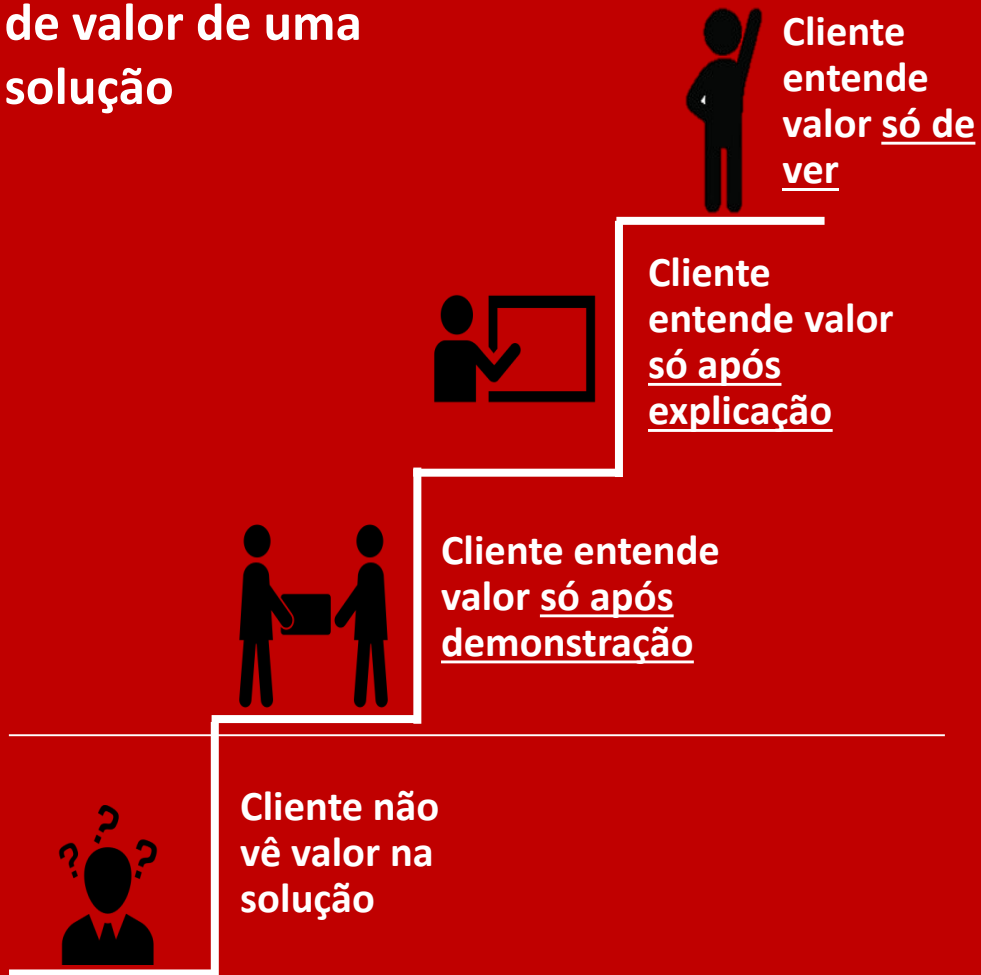 de valor de uma
solução
Cliente
entende
valor só de
ver
Cliente
entende valor
só após
explicação
Cliente entende
valor só após
demonstração
Cliente não
vê valor na
solução